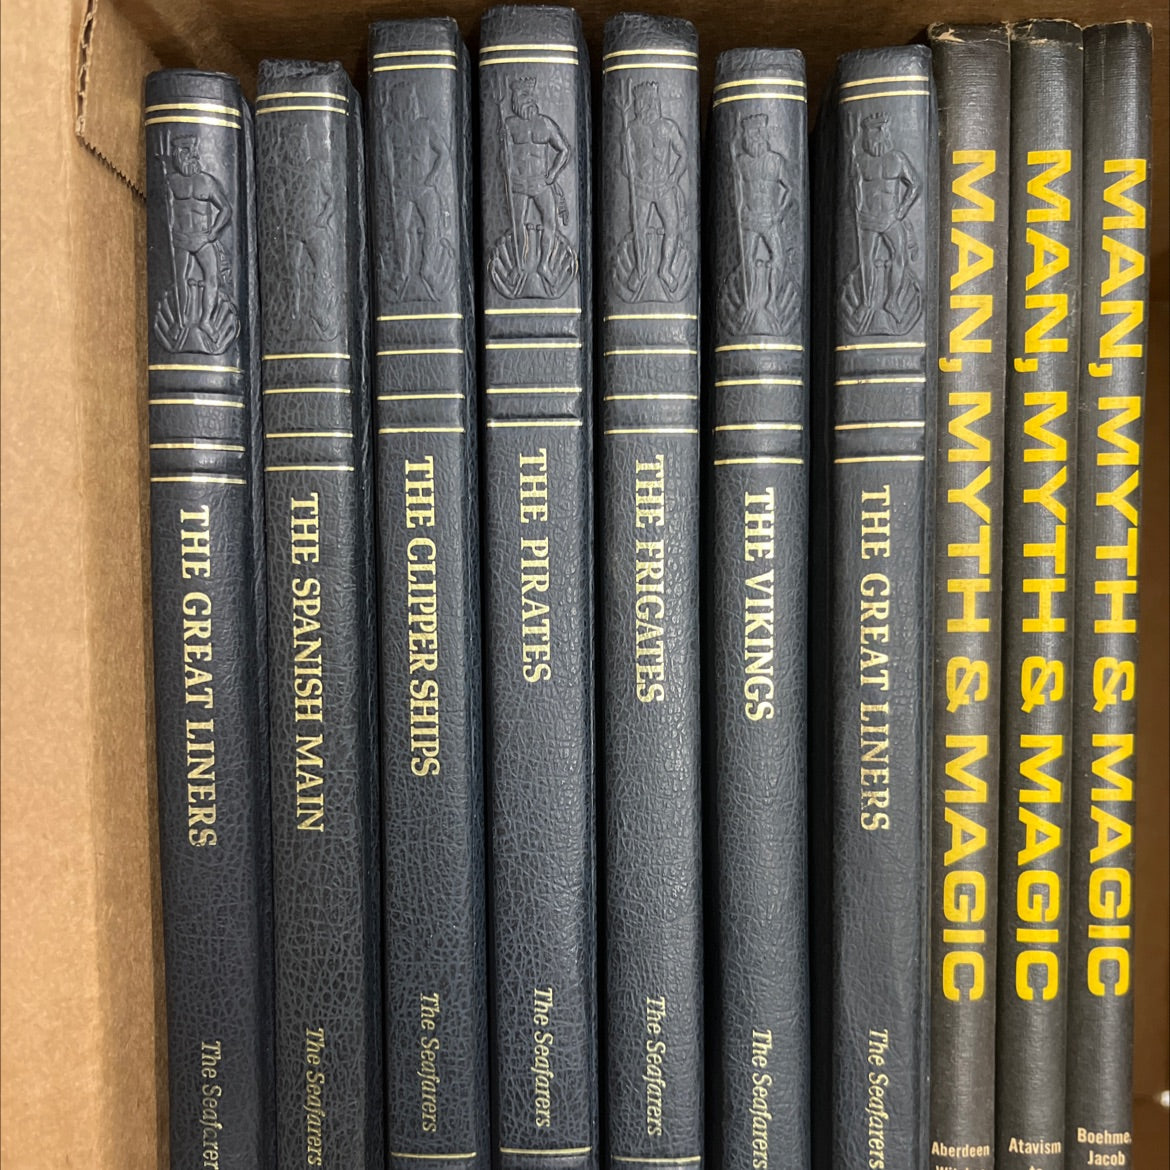 THE GREAT LINERS
The Seafarer
THE SPANISH MAIN
The Seafarers
THE CLIPPER SHIPS
The Seafarers
THE PIRATES
The Seafarers
THE FRIGATES
The Seafarers
THE VIKINGS
The Seafarers
THE GREAT LINERS
The Seafarers
MAN, MYTH & MAGIC
Aberdeen
MAN, MYTH & MAGIC
Atavism
MAN, MYTH & MAGIC
Boehme,
Jacob